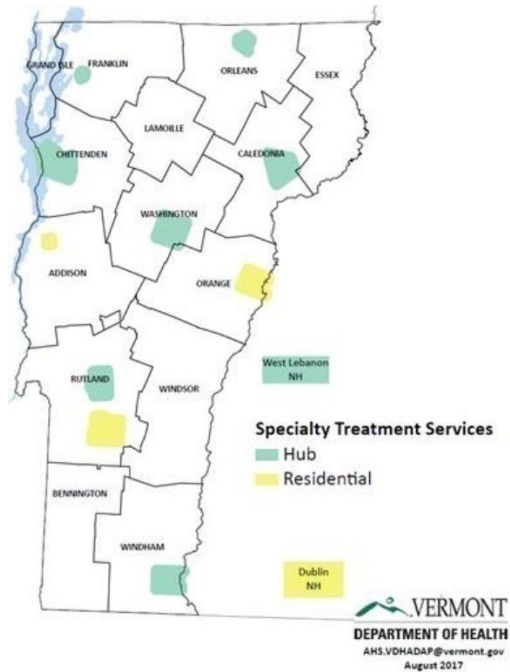 GRAND ISLE
FRANKLIN
ORLEANS
ESSEX
LAMOILLE
CHITTENDEN
CALEDONIA
WASHINGTON
ADDISON
ORANGE
RUTLAND
WINDSOR
West Lebanon
NH
Specialty Treatment Services
Hub
Residential
BENNINGTON
WINDHAM
Dublin
NH
VERMONT
DEPARTMENT OF HEALTH
AHS.VDHADAP@vermont.gov
August 2017